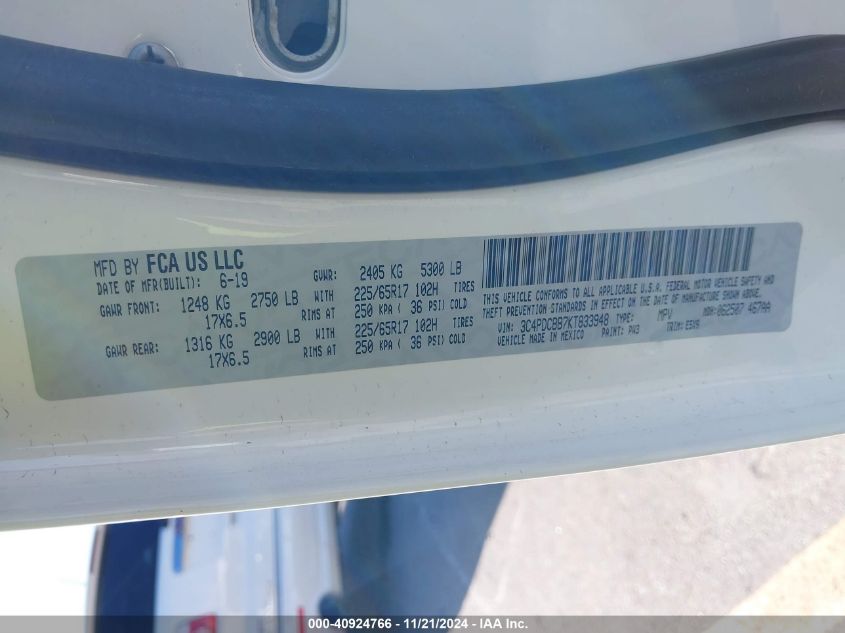 MFD BY FCA US LLC
DATE OF MFR(BUILT): 6-19 GVWR: 2405 KG 5300 LB
GAWR FRONT: 1248 KG 2750 LB WITH 225/65R17 102H TIRES
17X6.5 RIMS AT 250 KPA ( 36 PSI) COLD
GAWR REAR: 1316 KG 2900 LB WITH 225/65R17 102H TIRES
17X6.5 RIMS AT 250 KPA ( 36 PSI) COLD
THIS VEHICLE CONFORMS TO ALL APPLICABLE U.S.A. FEDERAL MOTOR VEHICLE SAFETY AND
THEFT PREVENTION STANDARDS IN EFFECT ON THE DATE OF MANUFACTURE SHOWN ABOVE.
VIN: 3C4PDCBB7KT833948 TYPE: MPV MDH: 062507 467AA
VEHICLE MADE IN MEXICO PAINT: PW3 TRIM: E5X9
000-40924766 — 11/21/2024 — IAA Inc.